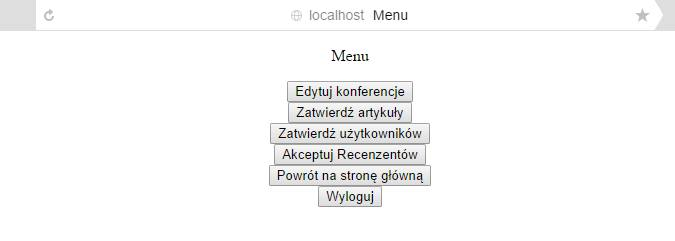 localhost Menu
Menu
Edytuj konferencje
Zatwierdź artykuły
Zatwierdź użytkowników
Akceptuj Recenzentów
Powrót na stronę główną
Wyloguj